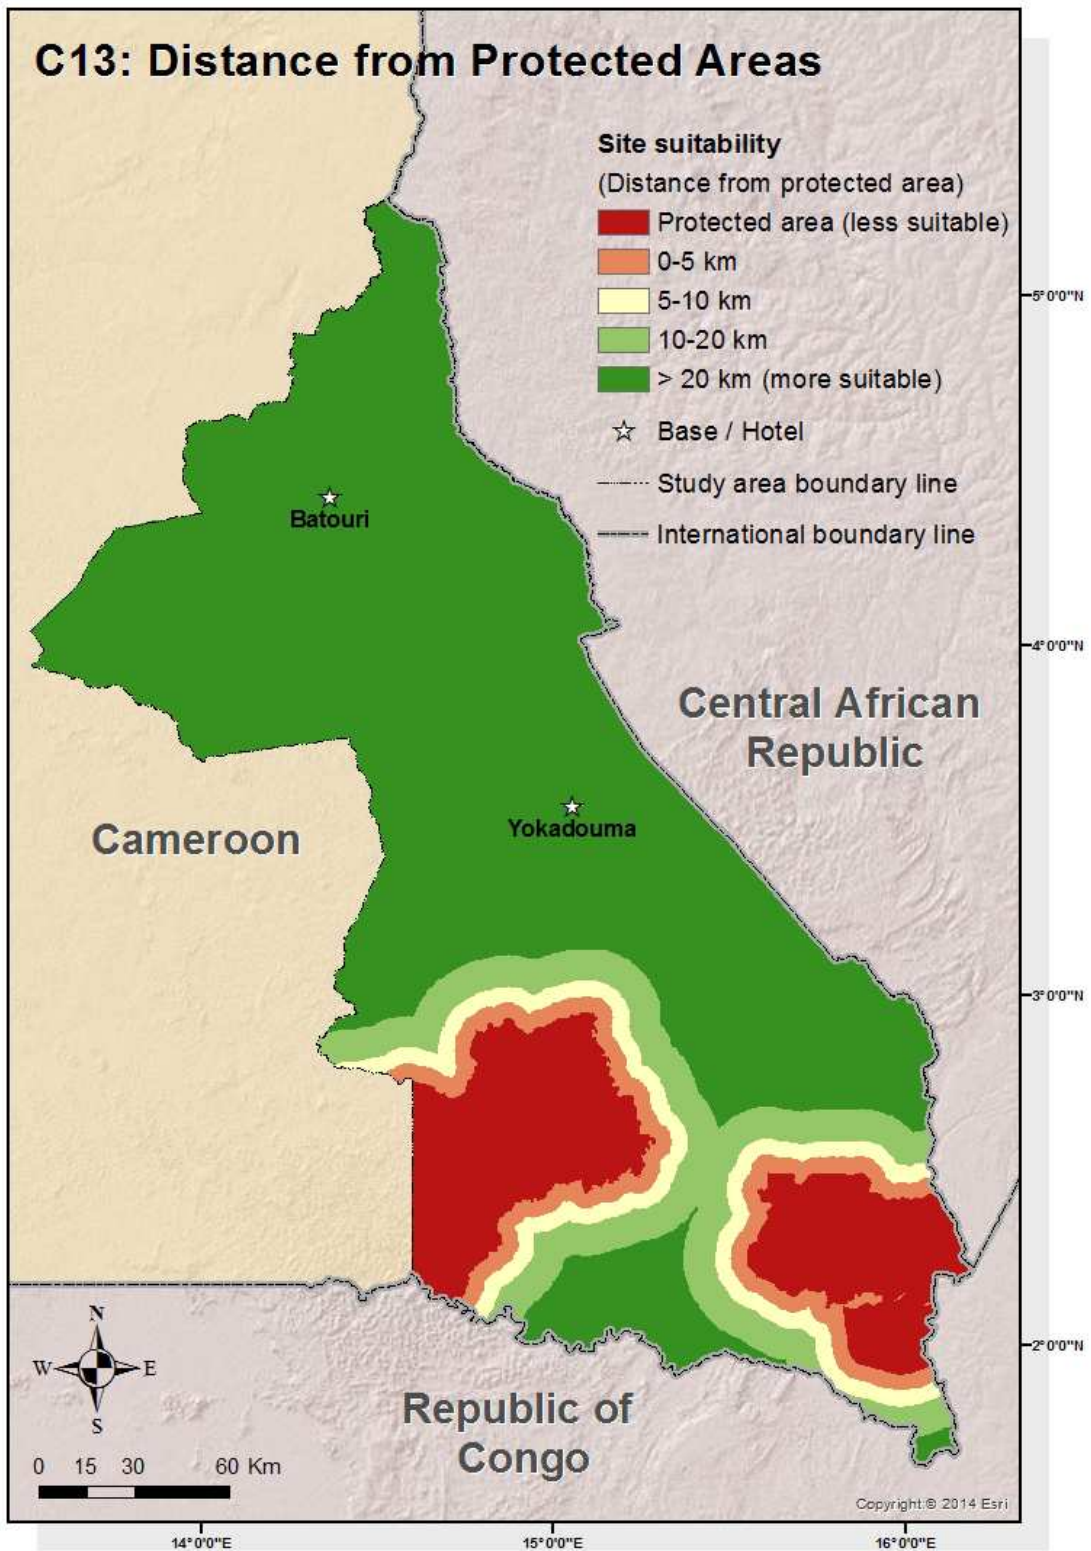 C13: Distance from Protected Areas
Site suitability
(Distance from protected area)
Protected area (less suitable)
0-5 km
5-10 km
10-20 km
> 20 km (more suitable)
Base / Hotel
Study area boundary line
International boundary line
5°0'0"N
Batouri
4°0'0"N
Central African
Republic
Yokadouma
Cameroon
3°0'0"N
2°0'0"N
N
W
E
S
Republic of
Congo
0 15 30 60 Km
Copyright:© 2014 Esri
14°0'0"E
15°0'0"E
16°0'0"E